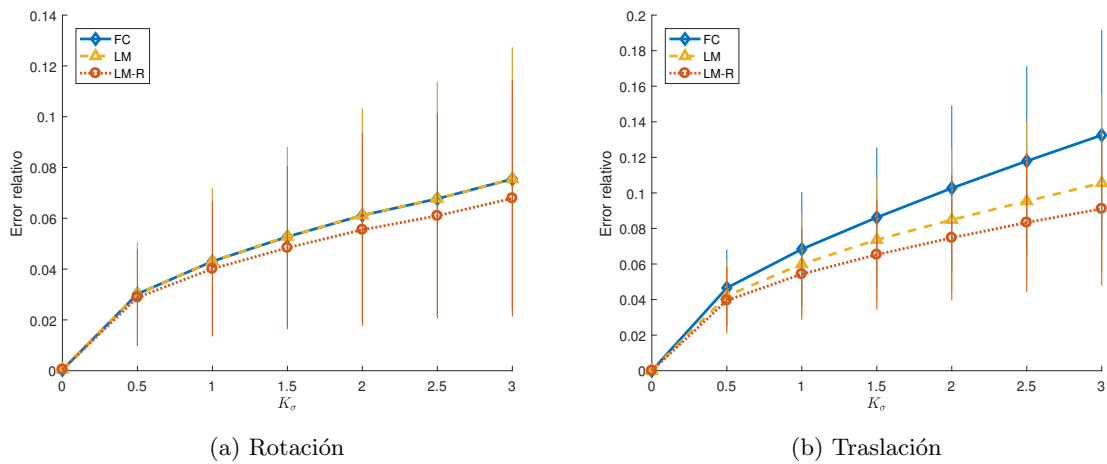 0.14
0.12
0.1
0.08
0.06
0.04
0.02
0
Error relativo
FC
LM
LM-R
0 0.5 1 1.5 2 2.5 3
Kσ
(a) Rotación
0.2
0.18
0.16
0.14
0.12
0.1
0.08
0.06
0.04
0.02
0
Error relativo
FC
LM
LM-R
0 0.5 1 1.5 2 2.5 3
Kσ
(b) Traslación